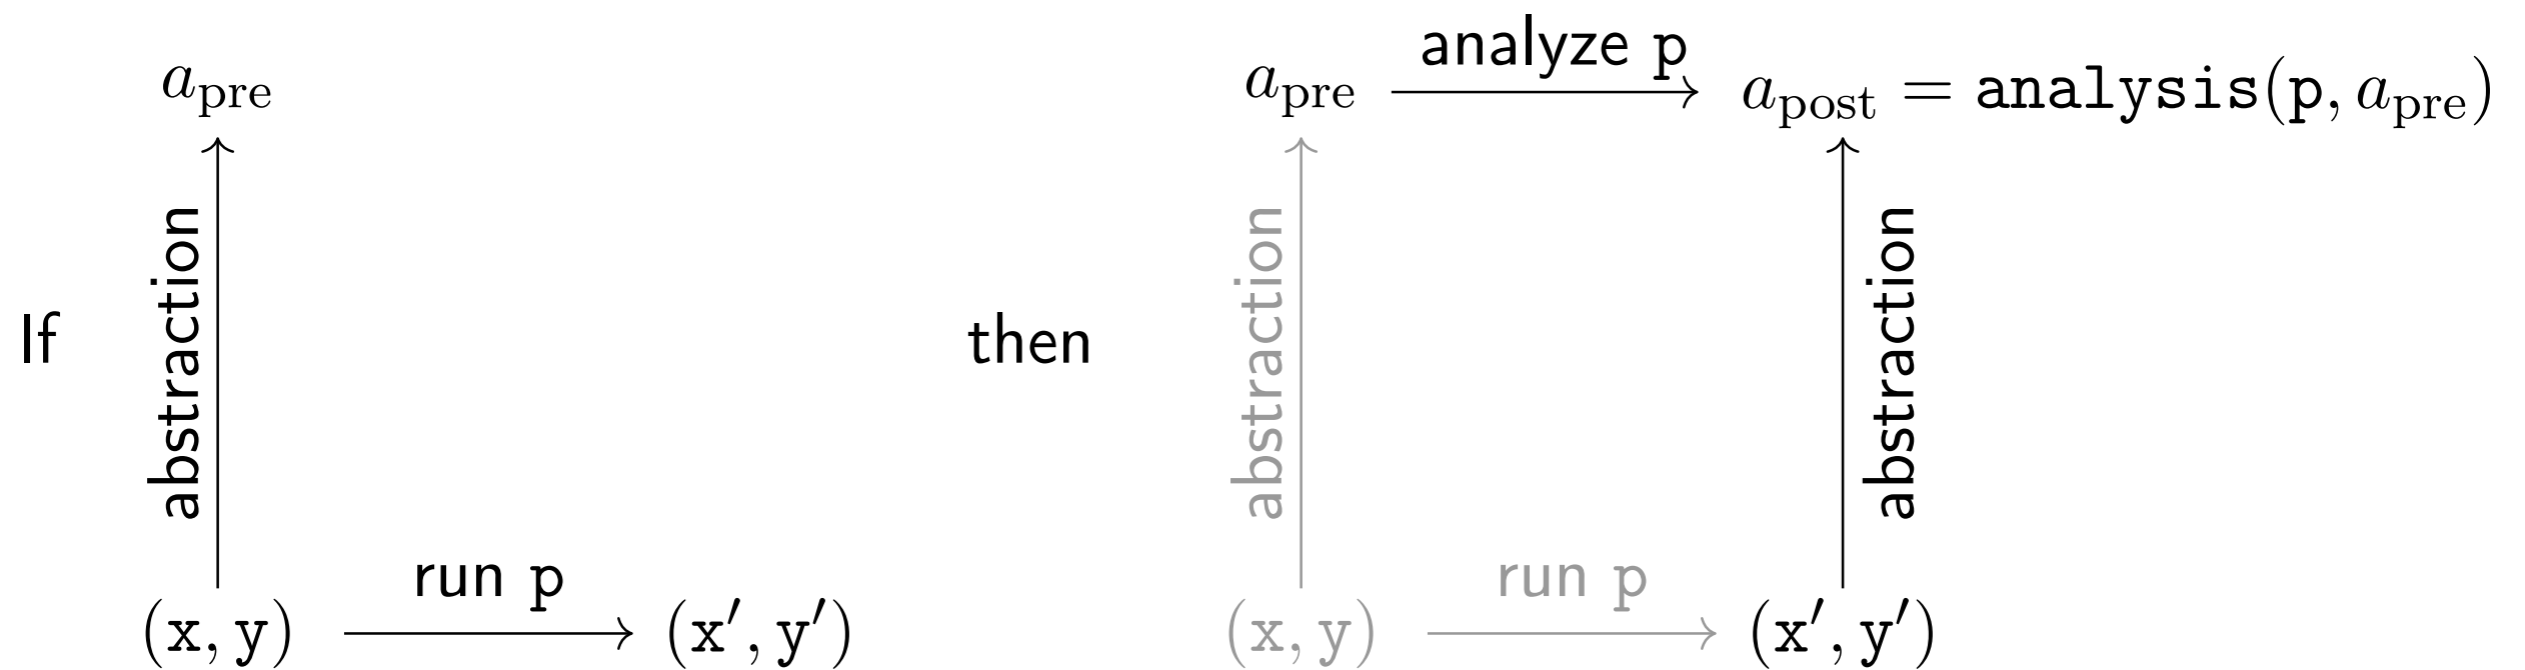 If
a_pre
abstraction
(x, y)
run p
(x′, y′)
then
a_pre
analyze p
a_post = analysis(p, a_pre)
abstraction
abstraction
(x, y)
run p
(x′, y′)